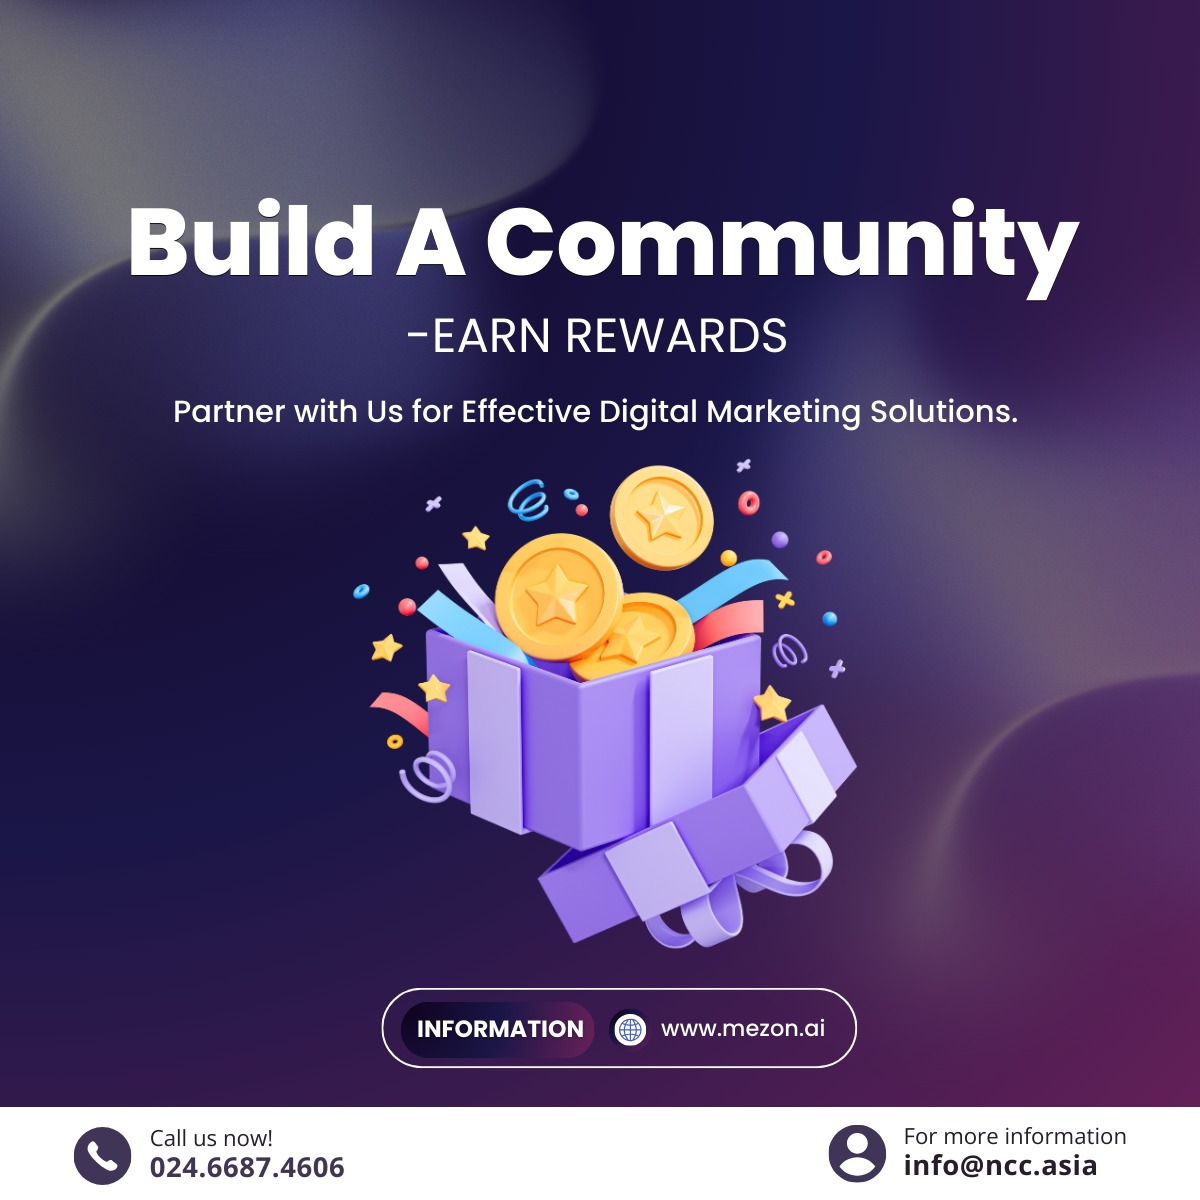 Build A Community
-EARN REWARDS
Partner with Us for Effective Digital Marketing Solutions.
INFORMATION www.mezon.ai
Call us now!
024.6687.4606
For more information
info@ncc.asia